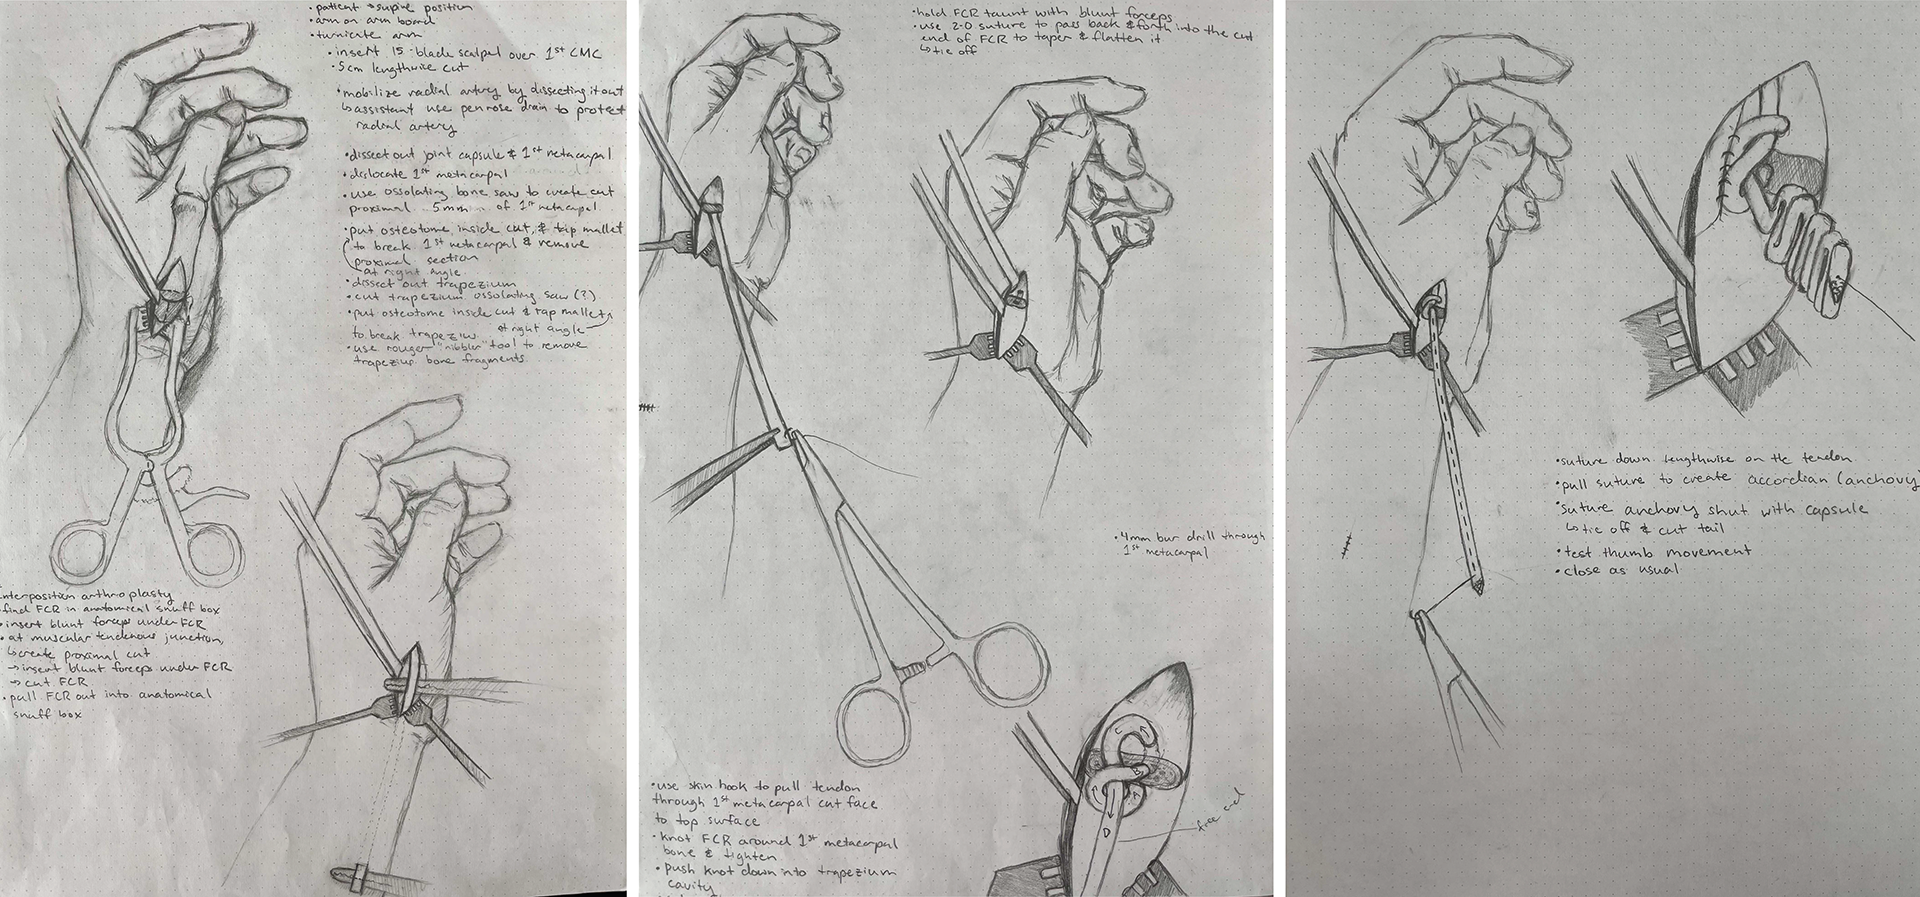 • patient → supine position
• arm on arm board
• turnicate arm
• insert 15-blade scalpal over 1st CMC
• 5cm lengthwise cut
• mobilize radial artery by dissecting it out
↳ assistant use penrose drain to protect
radial artery
• dissect out joint capsule & 1st metacarpal
• dislocate 1st metacarpal
• use ossolating bone saw to create cut
proximal 5mm of 1st metacapel
• put osteotome inside cut, & tap mallet
to break 1st metacarpal & remove
proximal section
at right angle
• dissect out trapezium
• cut trapezium ossolating saw (?)
• put osteotome inside cut & tap mallet
to break trapezium at right angle
• use rouger "nibbler" tool to remove
trapezium bone fragments
interposition arthroplasty
• find FCR in anatomical snuff box
• insert blunt forceps under FCR
• at muscular tendenous junction,
↳ create proximal cut
→ insert blunt forceps under FCR
→ cut FCR
• pull FCR out into anatomical
snuff box
• hold FCR taunt with blunt forceps
• use 2-0 suture to pass back & forth into the cut
end of FCR to taper & flatten it
↳ tie off
• 4mm bur drill through
1st metacarpal
• use skin hook to pull tendon
through 1st metacarpal cut face
to top surface
• knot FCR around 1st metacarpal
bone & tighten
• push knot down into trapezium
cavity
free end
D
• suture down lengthwise on the tendon
• pull suture to create accordian (anchovy
• suture anchovy shut with capsule
↳ tie off & cut tail
• test thumb movement
• close as usual